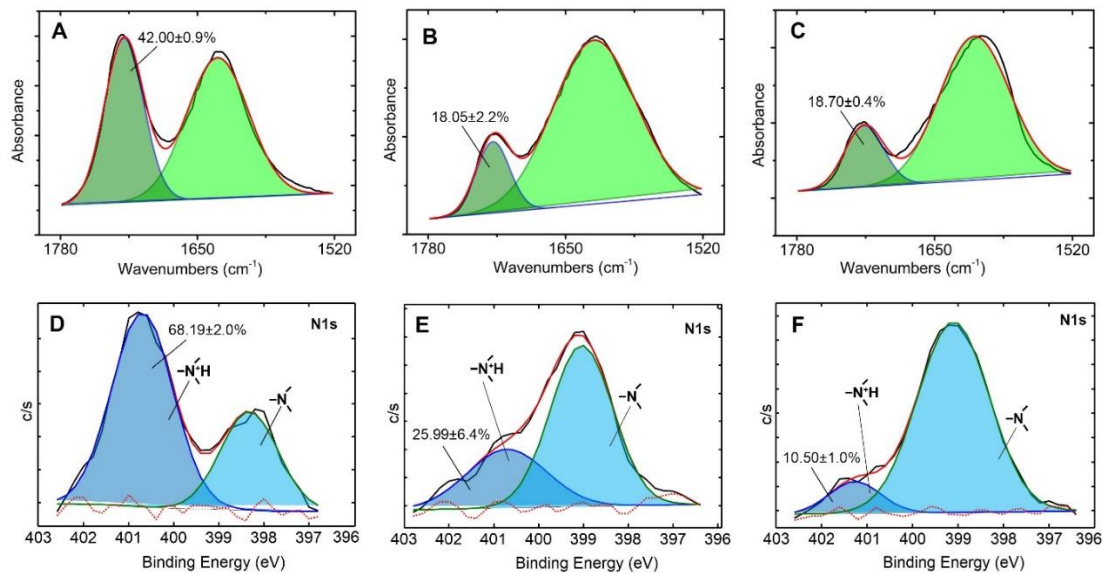 A
42.00±0.9%
Absorbance
1780
1650
1520
Wavenumbers (cm⁻¹)
B
18.05±2.2%
Absorbance
1780
1650
1520
Wavenumbers (cm⁻¹)
C
18.70±0.4%
Absorbance
1780
1650
1520
Wavenumbers (cm⁻¹)
D
N1s
68.19±2.0%
–N⁺H
–N
c/s
403 402 401 400 399 398 397 396
Binding Energy (eV)
E
N1s
–N⁺H
–N
25.99±6.4%
c/s
403 402 401 400 399 398 397 396
Binding Energy (eV)
F
N1s
–N⁺H
–N
10.50±1.0%
c/s
403 402 401 400 399 398 397 396
Binding Energy (eV)